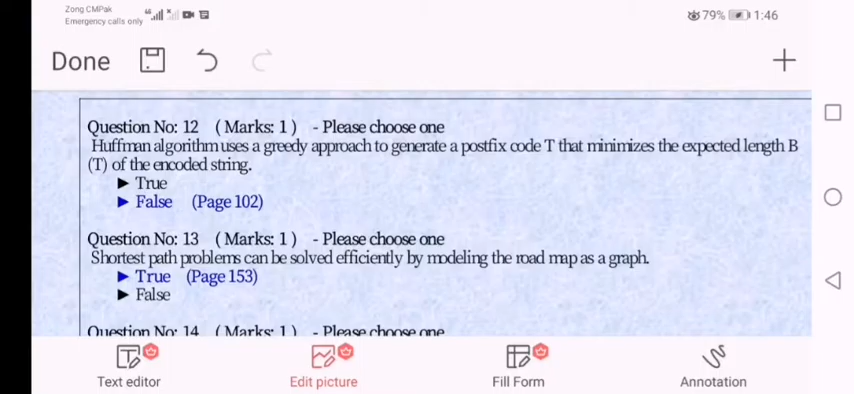 Zong CMPak
Emergency calls only
79% 1:46
Done
Question No: 12 ( Marks: 1 ) - Please choose one
Huffman algorithm uses a greedy approach to generate a postfix code T that minimizes the expected length B
(T) of the encoded string.
► True
► False (Page 102)
Question No: 13 ( Marks: 1 ) - Please choose one
Shortest path problems can be solved efficiently by modeling the road map as a graph.
► True (Page 153)
► False
Question No: 14 ( Marks: 1 ) - Please choose one
Text editor
Edit picture
Fill Form
Annotation